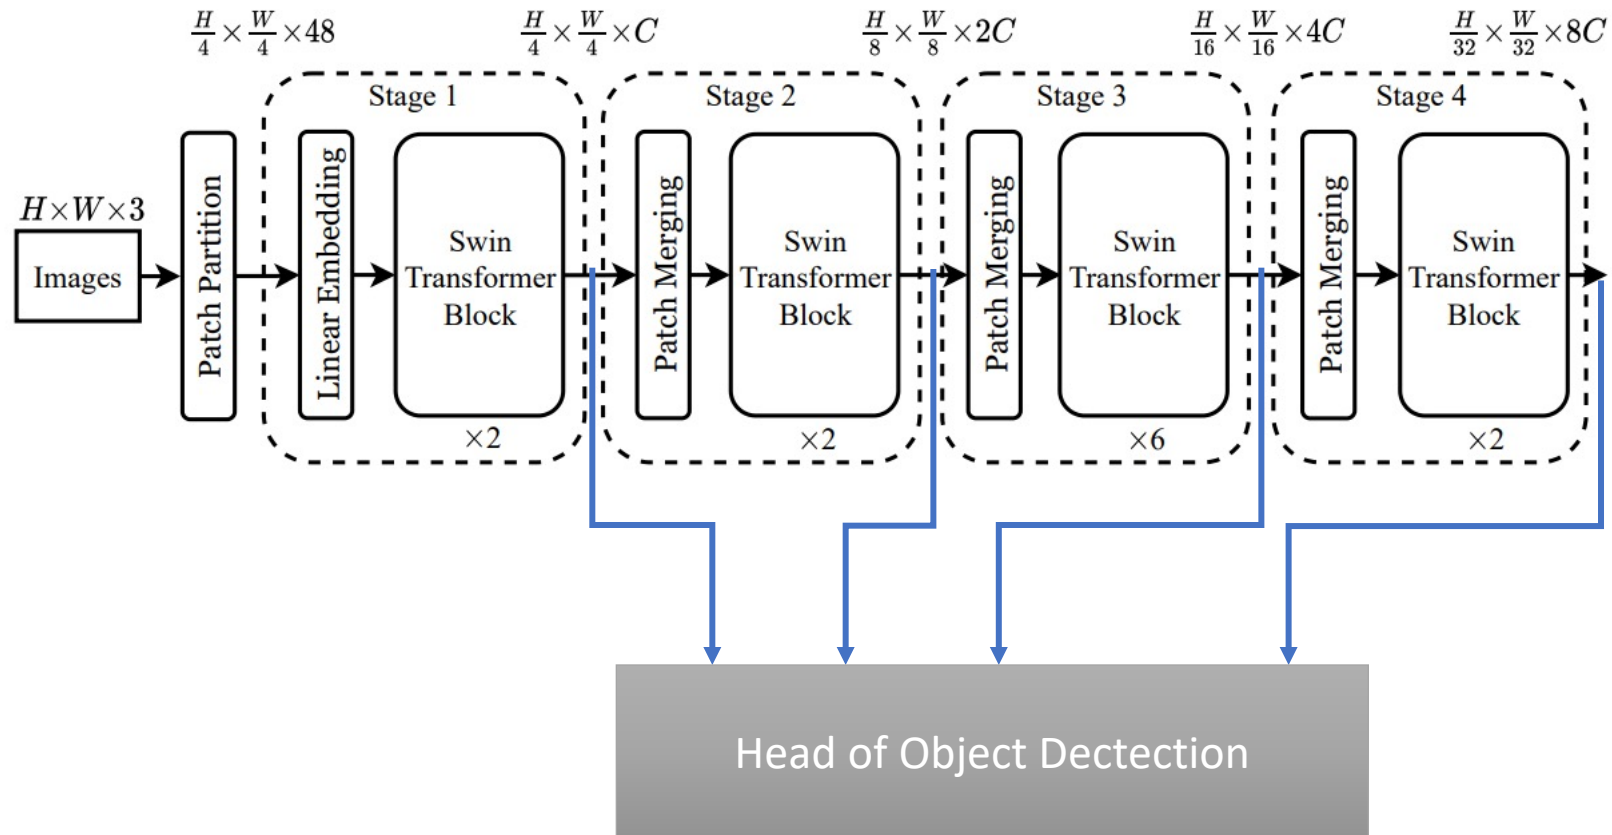 H/4 × W/4 × 48
H/4 × W/4 × C
H/8 × W/8 × 2C
H/16 × W/16 × 4C
H/32 × W/32 × 8C
Stage 1
Stage 2
Stage 3
Stage 4
H×W×3
Images
Patch Partition
Linear Embedding
Swin
Transformer
Block
×2
Patch Merging
Swin
Transformer
Block
×2
Patch Merging
Swin
Transformer
Block
×6
Patch Merging
Swin
Transformer
Block
×2
Head of Object Dectection